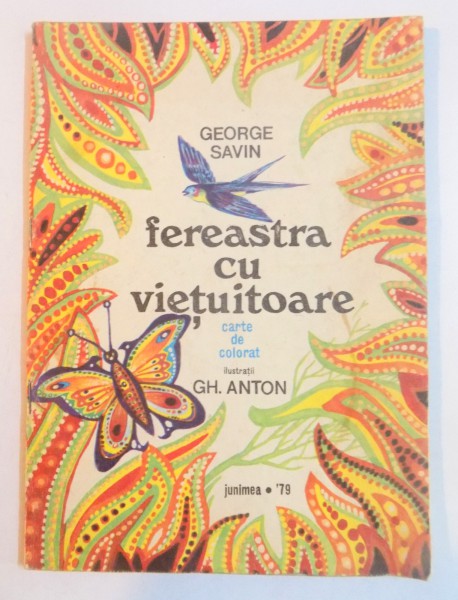 GEORGE
SAVIN
fereastra
cu
viețuitoare
carte
de
colorat
ilustrații
GH. ANTON
junimea • '79